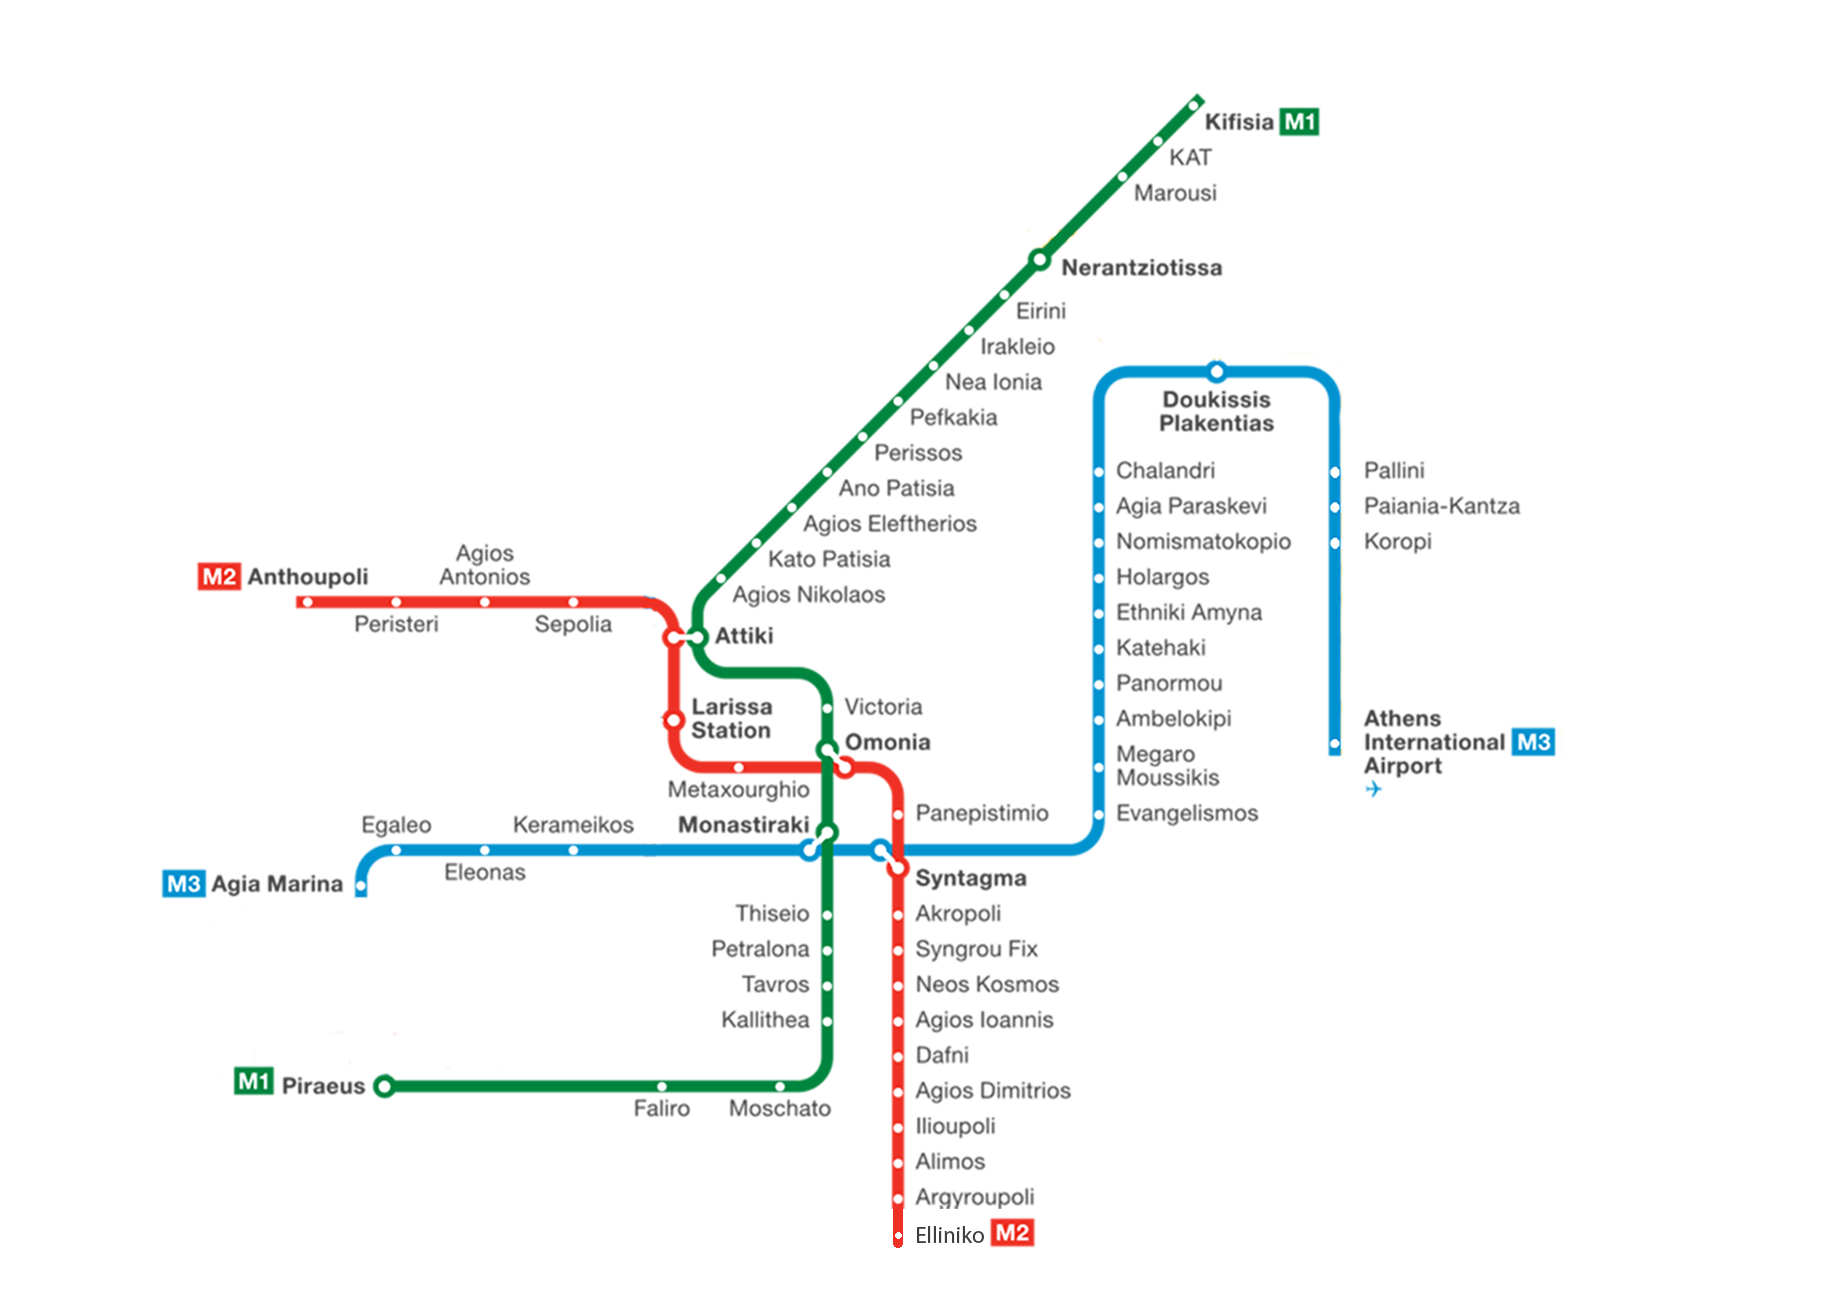 Kifisia M1
KAT
Marousi
Nerantziotissa
Eirini
Irakleio
Nea Ionia
Pefkakia
Perissos
Ano Patisia
Agios Eleftherios
Kato Patisia
Agios Nikolaos
Attiki
M2 Anthoupoli
Peristeri
Agios
Antonios
Sepolia
Larissa
Station
Metaxourghio
Victoria
Omonia
Panepistimio
Monastiraki
Egaleo
Kerameikos
Eleonas
M3 Agia Marina
Syntagma
Thiseio
Petralona
Tavros
Kallithea
M1 Piraeus
Faliro
Moschato
Akropoli
Syngrou Fix
Neos Kosmos
Agios Ioannis
Dafni
Agios Dimitrios
Ilioupoli
Alimos
Argyroupoli
Elliniko M2
Doukissis
Plakentias
Chalandri
Agia Paraskevi
Nomismatokopio
Holargos
Ethniki Amyna
Katehaki
Panormou
Ambelokipi
Megaro
Moussikis
Evangelismos
Pallini
Paiania-Kantza
Koropi
Athens
International M3
Airport